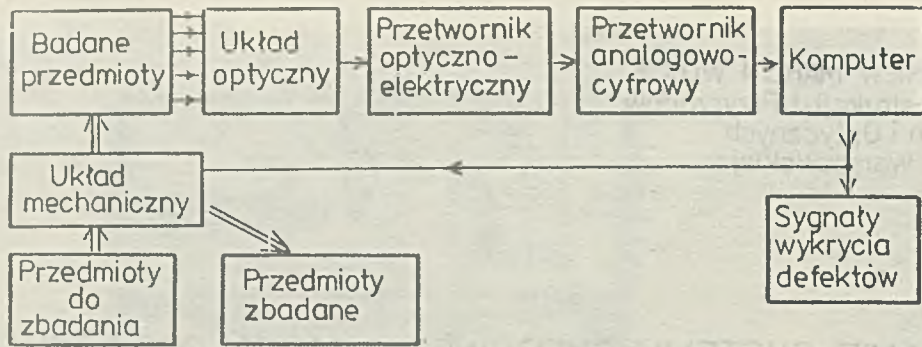 Badane
przedmioty
Układ
optyczny
Przetwornik
optyczno-
elektryczny
Przetwornik
analogowo-
cyfrowy
Komputer
Układ
mechaniczny
Sygnały
wykrycia
defektów
Przedmioty
do
zbadania
Przedmioty
zbadane